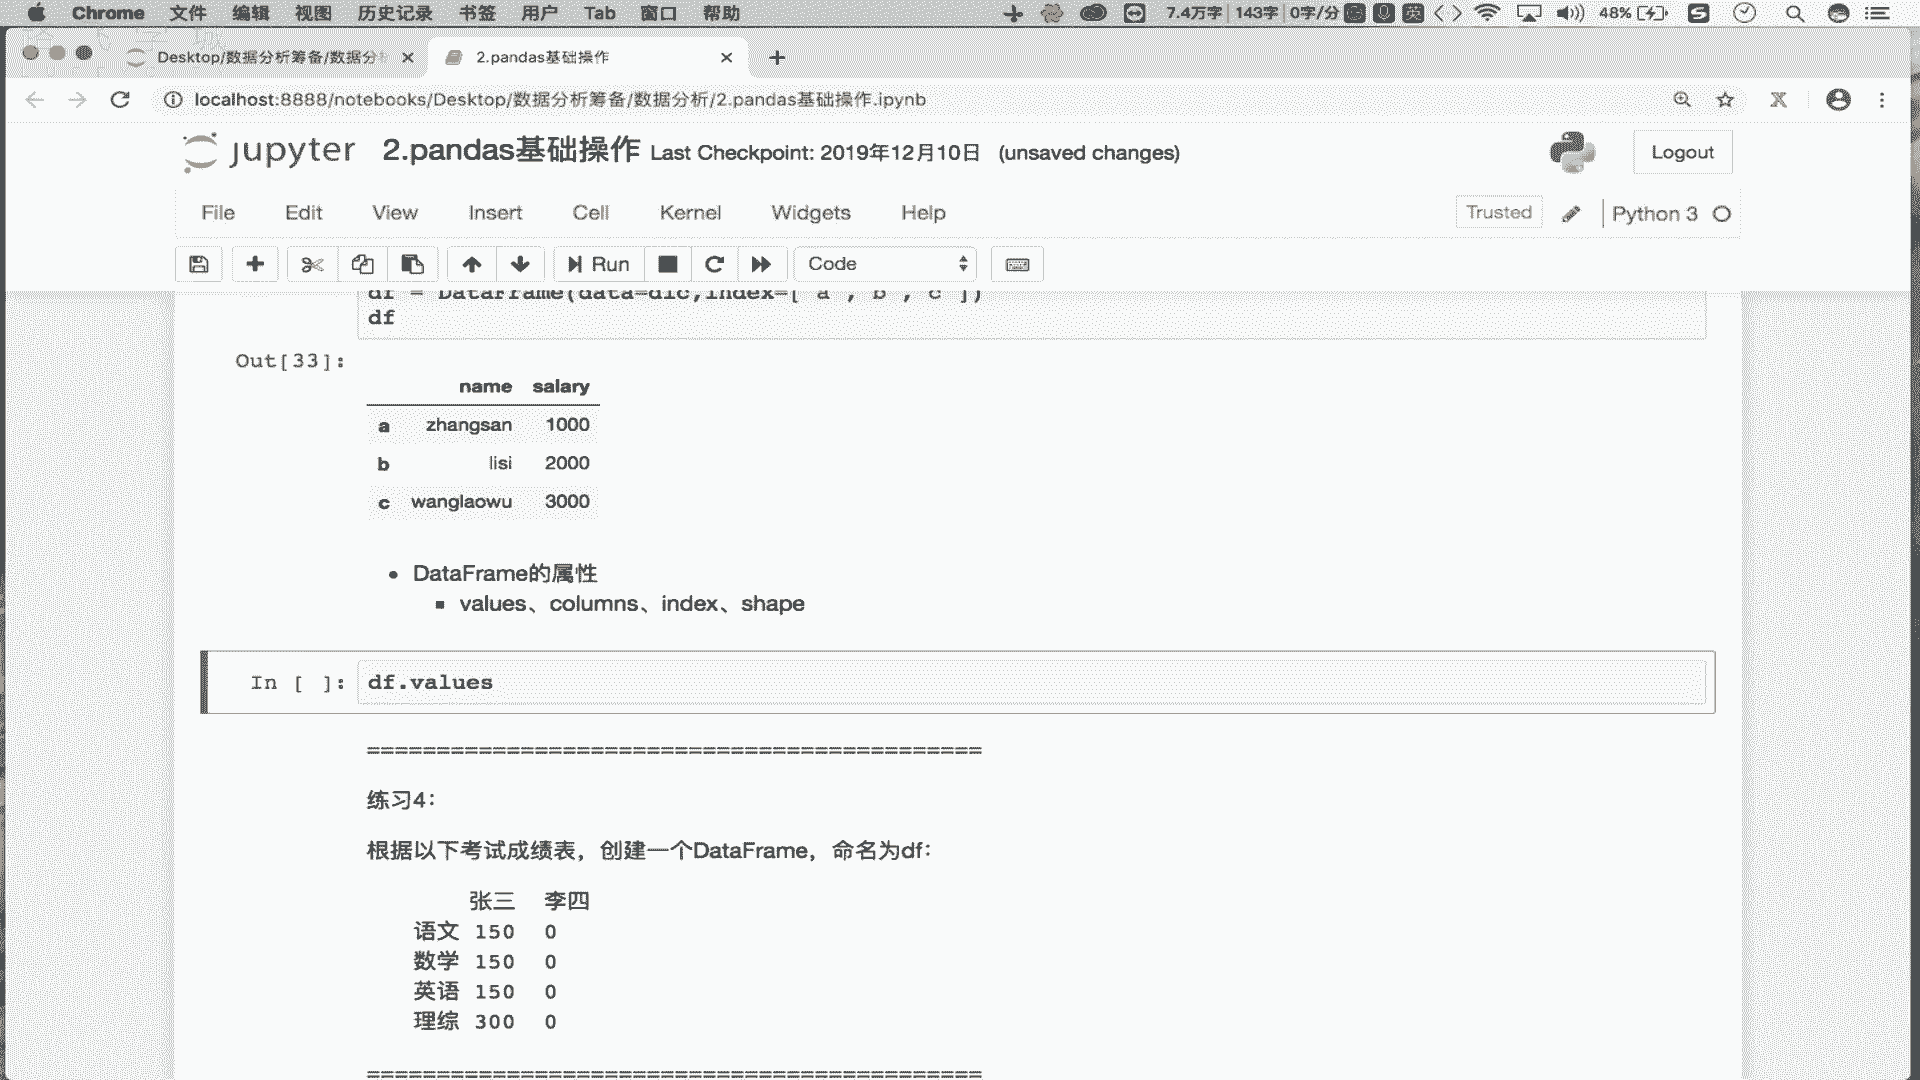 Chrome 文件 编辑 视图 历史记录 书签 用户 Tab 窗口 帮助 7.4万字 143字 0字/分 英 48%
Desktop/数据分析筹备/数据分 2.pandas基础操作
localhost:8888/notebooks/Desktop/数据分析筹备/数据分析/2.pandas基础操作.ipynb
jupyter 2.pandas基础操作 Last Checkpoint: 2019年12月10日 (unsaved changes) Logout
File Edit View Insert Cell Kernel Widgets Help Trusted Python 3
Run Code
df = DataFrame(data=dic,index=['a','b','c'])
df
Out[33]:
name salary
a zhangsan 1000
b lisi 2000
c wanglaowu 3000
DataFrame的属性
values、columns、index、shape
In [ ]: df.values
============================================
练习4：
根据以下考试成绩表，创建一个DataFrame，命名为df：
张三 李四
语文 150 0
数学 150 0
英语 150 0
理综 300 0
============================================